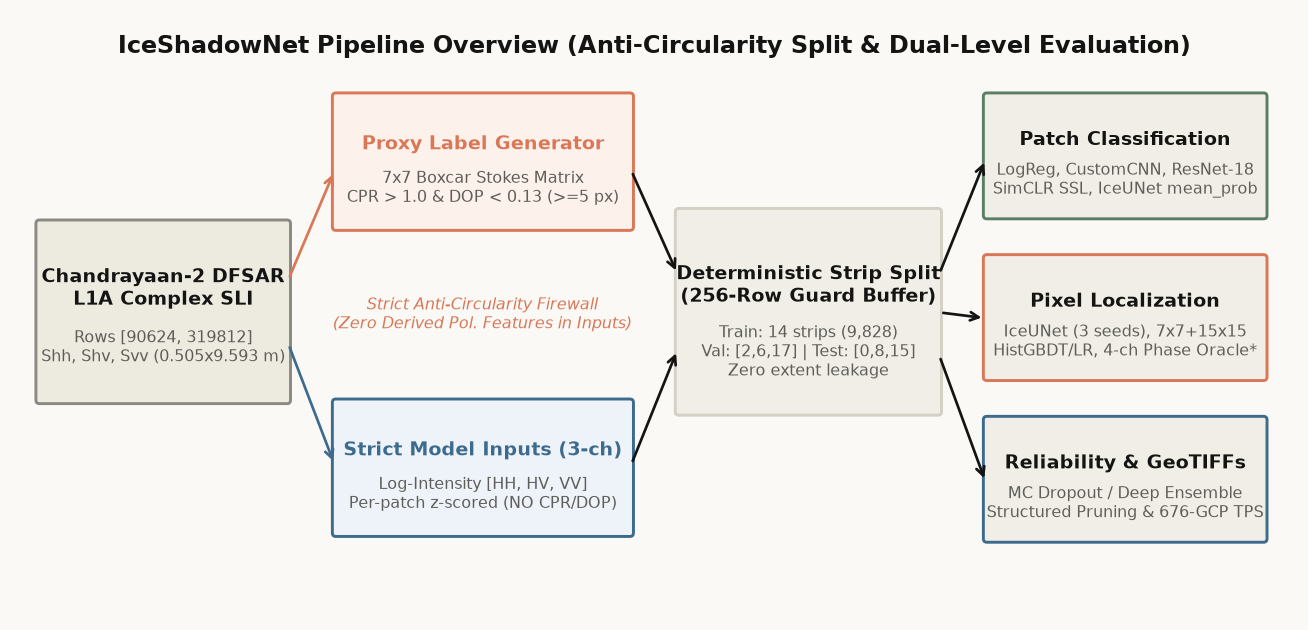 IceShadowNet Pipeline Overview (Anti-Circularity Split & Dual-Level Evaluation)
Chandrayaan-2 DFSAR
L1A Complex SLI
Rows [90624, 319812]
Shh, Shv, Svv (0.505x9.593 m)
Proxy Label Generator
7x7 Boxcar Stokes Matrix
CPR > 1.0 & DOP < 0.13 (>=5 px)
Strict Anti-Circularity Firewall
(Zero Derived Pol. Features in Inputs)
Strict Model Inputs (3-ch)
Log-Intensity [HH, HV, VV]
Per-patch z-scored (NO CPR/DOP)
Deterministic Strip Split
(256-Row Guard Buffer)
Train: 14 strips (9,828)
Val: [2,6,17] | Test: [0,8,15]
Zero extent leakage
Patch Classification
LogReg, CustomCNN, ResNet-18
SimCLR SSL, IceUNet mean_prob
Pixel Localization
IceUNet (3 seeds), 7x7+15x15
HistGBDT/LR, 4-ch Phase Oracle*
Reliability & GeoTIFFs
MC Dropout / Deep Ensemble
Structured Pruning & 676-GCP TPS